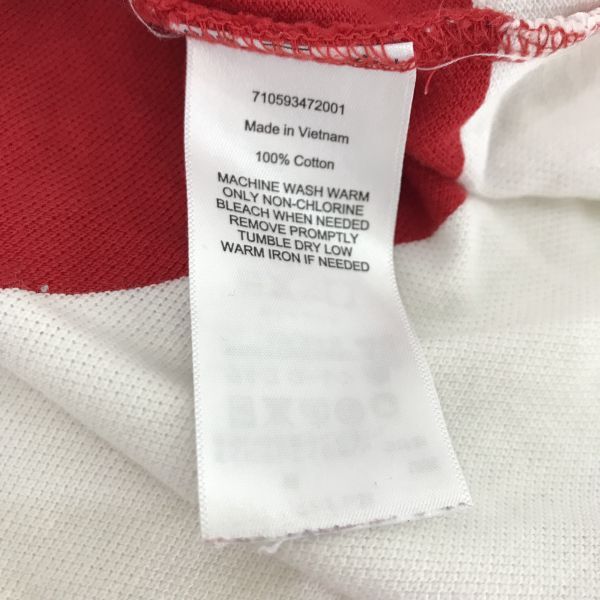 710593472001
Made in Vietnam
100% Cotton
MACHINE WASH WARM
ONLY NON-CHLORINE
BLEACH WHEN NEEDED
REMOVE PROMPTLY
TUMBLE DRY LOW
WARM IRON IF NEEDED